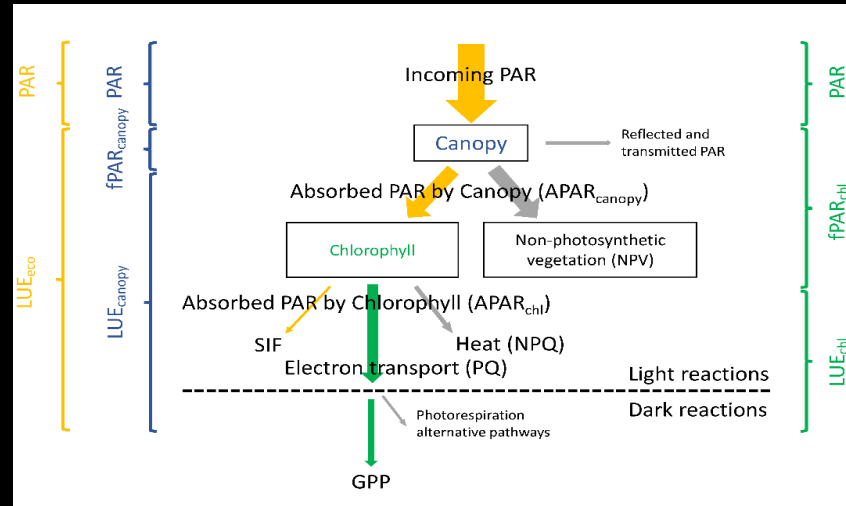 PAR
LUEeco
PAR
fPARcanopy
LUEcanopy
Incoming PAR
Canopy
Reflected and
transmitted PAR
Absorbed PAR by Canopy (APARcanopy)
Chlorophyll
Non-photosynthetic
vegetation (NPV)
Absorbed PAR by Chlorophyll (APARchl)
SIF
Heat (NPQ)
Electron transport (PQ)
Light reactions
Dark reactions
Photorespiration
alternative pathways
GPP
PAR
fPARchl
LUEchl